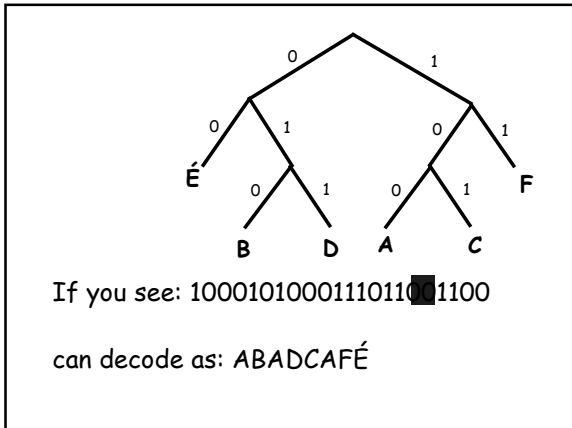 0 1
0 1 0 1
É 0 1 0 1 F
B D A C
If you see: 1000101000111011001100
can decode as: ABADCAFÉ